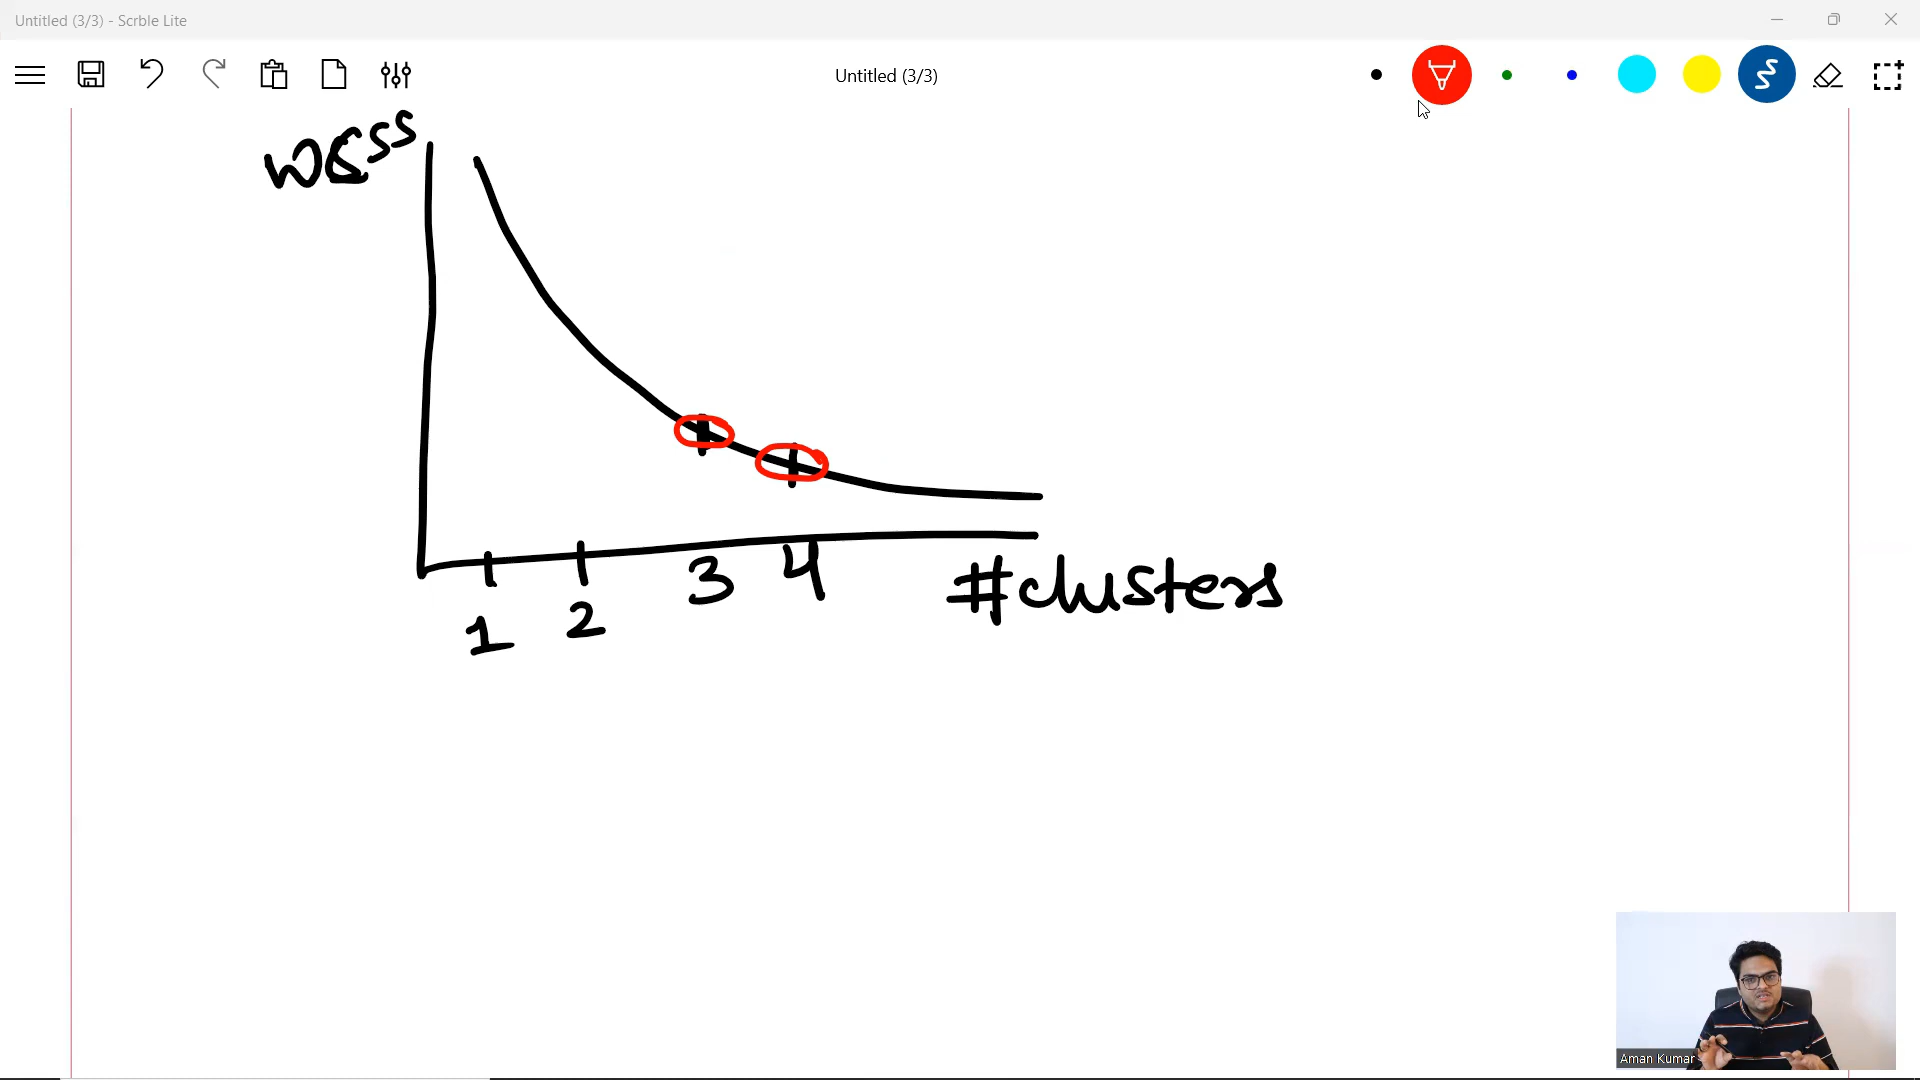 Untitled (3/3) - Scrble Lite
Untitled (3/3)
WCSS
1 2 3 4 #clusters
Aman Kumar